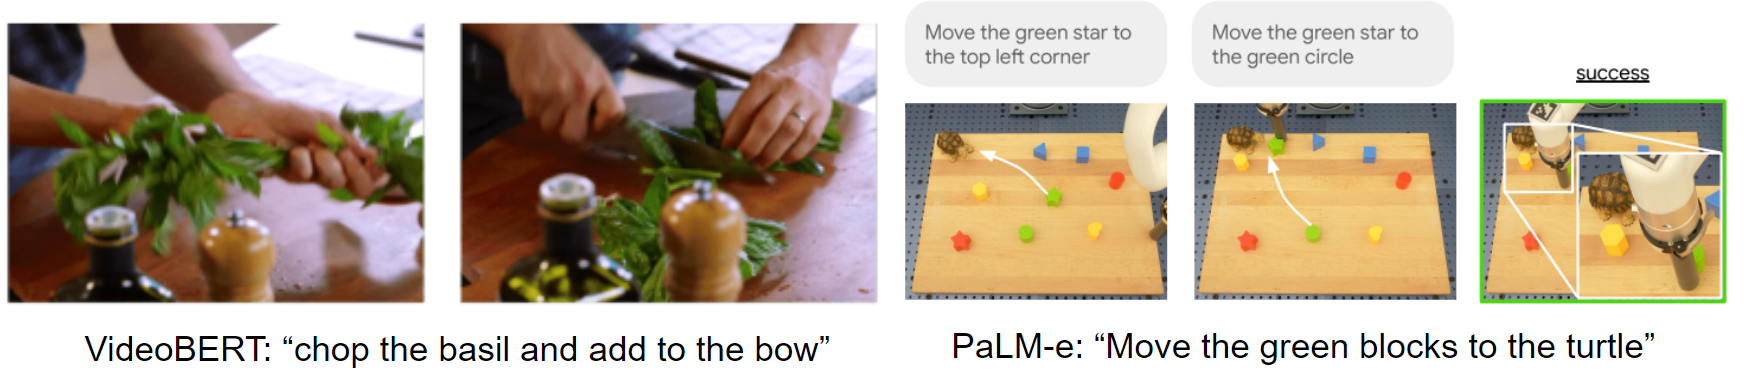 Move the green star to
the top left corner
Move the green star to
the green circle
success
VideoBERT: “chop the basil and add to the bow”
PaLM-e: “Move the green blocks to the turtle”